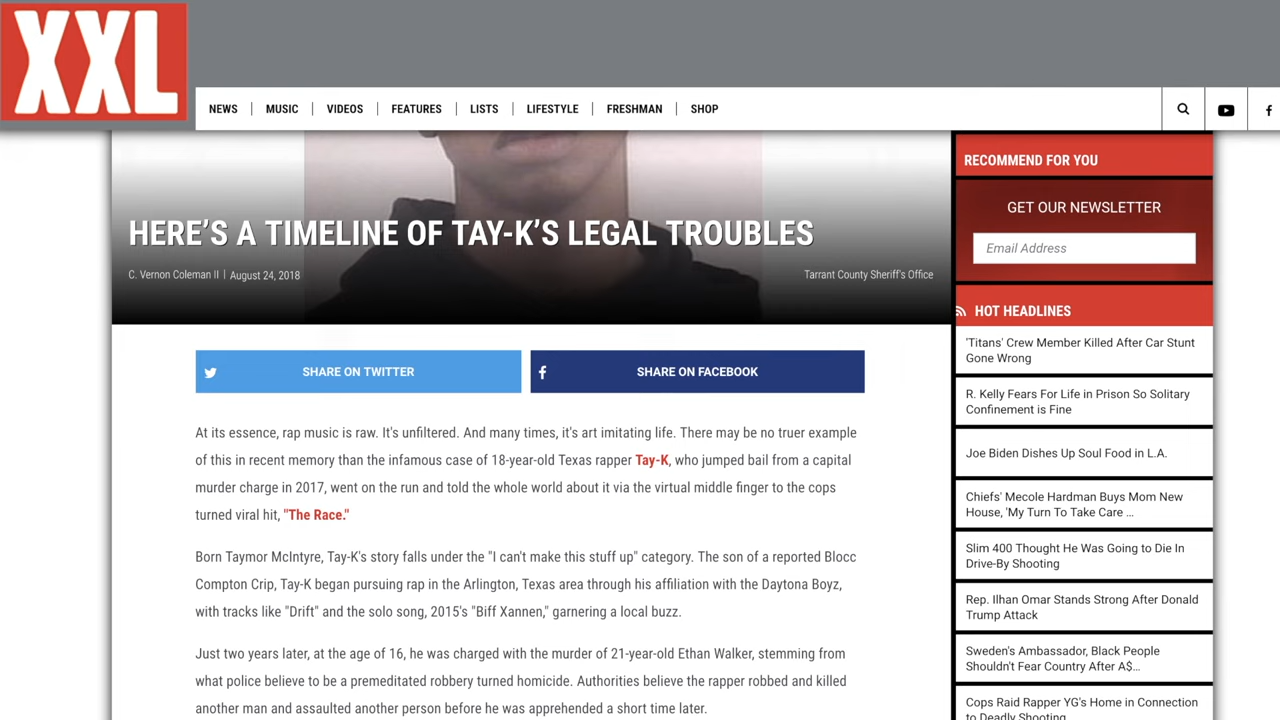 XXL
NEWS
MUSIC
VIDEOS
FEATURES
LISTS
LIFESTYLE
FRESHMAN
SHOP
HERE'S A TIMELINE OF TAY-K'S LEGAL TROUBLES
C. Vernon Coleman II | August 24, 2018
Tarrant County Sheriff's Office
SHARE ON TWITTER
SHARE ON FACEBOOK
At its essence, rap music is raw. It's unfiltered. And many times, it's art imitating life. There may be no truer example
of this in recent memory than the infamous case of 18-year-old Texas rapper Tay-K, who jumped bail from a capital
murder charge in 2017, went on the run and told the whole world about it via the virtual middle finger to the cops
turned viral hit, "The Race."
Born Taymor McIntyre, Tay-K's story falls under the "I can't make this stuff up" category. The son of a reported Blocc
Compton Crip, Tay-K began pursuing rap in the Arlington, Texas area through his affiliation with the Daytona Boyz,
with tracks like "Drift" and the solo song, 2015's "Biff Xannen," garnering a local buzz.
Just two years later, at the age of 16, he was charged with the murder of 21-year-old Ethan Walker, stemming from
what police believe to be a premeditated robbery turned homicide. Authorities believe the rapper robbed and killed
another man and assaulted another person before he was apprehended a short time later.
RECOMMEND FOR YOU
GET OUR NEWSLETTER
Email Address
HOT HEADLINES
'Titans' Crew Member Killed After Car Stunt
Gone Wrong
R. Kelly Fears For Life in Prison So Solitary
Confinement is Fine
Joe Biden Dishes Up Soul Food in L.A.
Chiefs' Mecole Hardman Buys Mom New
House, 'My Turn To Take Care ...
Slim 400 Thought He Was Going to Die In
Drive-By Shooting
Rep. Ilhan Omar Stands Strong After Donald
Trump Attack
Sweden's Ambassador, Black People
Shouldn't Fear Country After A$...
Cops Raid Rapper YG's Home in Connection
to Deadly Shooting